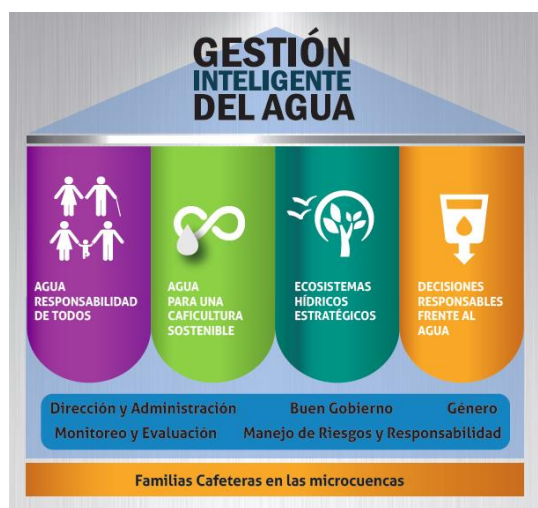 GESTIÓN
INTELIGENTE
DEL AGUA
AGUA
RESPONSABILIDAD
DE TODOS
AGUA
PARA UNA
CAFICULTURA
SOSTENIBLE
ECOSISTEMAS
HÍDRICOS
ESTRATÉGICOS
DECISIONES
RESPONSABLES
FRENTE AL
AGUA
Dirección y Administración Buen Gobierno Género
Monitoreo y Evaluación Manejo de Riesgos y Responsabilidad
Familias Cafeteras en las microcuencas